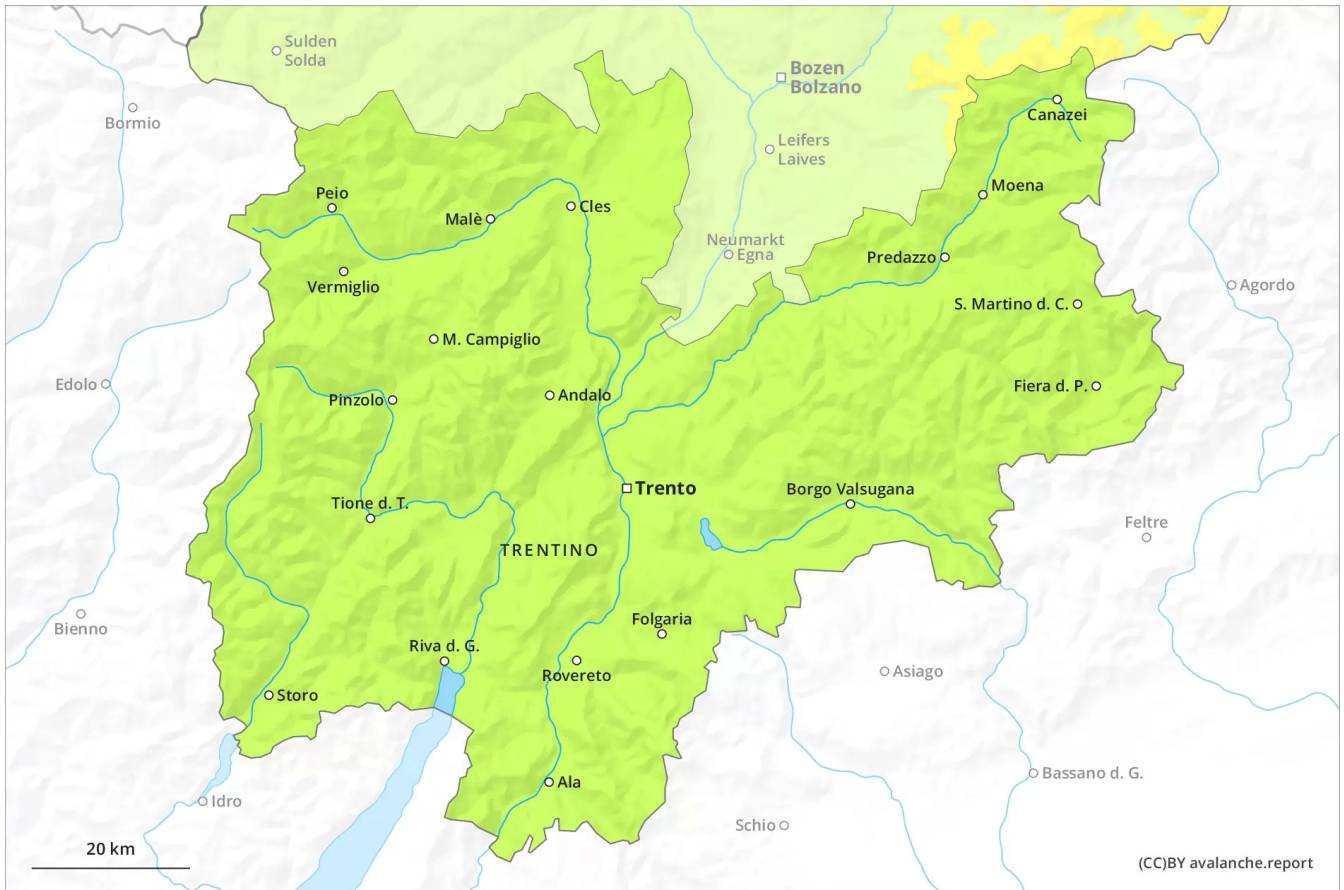 Sulden
Solda
Bozen
Bolzano
Bormio
Canazei
Leifers
Laives
Moena
Peio
Malè
Cles
Neumarkt
Egna
Predazzo
Vermiglio
Agordo
S. Martino d. C.
M. Campiglio
Edolo
Pinzolo
Andalo
Fiera d. P.
Trento
Borgo Valsugana
Tione d. T.
Feltre
TRENTINO
Bienno
Folgaria
Riva d. G.
Asiago
Rovereto
Storo
Bassano d. G.
Ala
Idro
Schio
20 km
(CC)BY avalanche.report